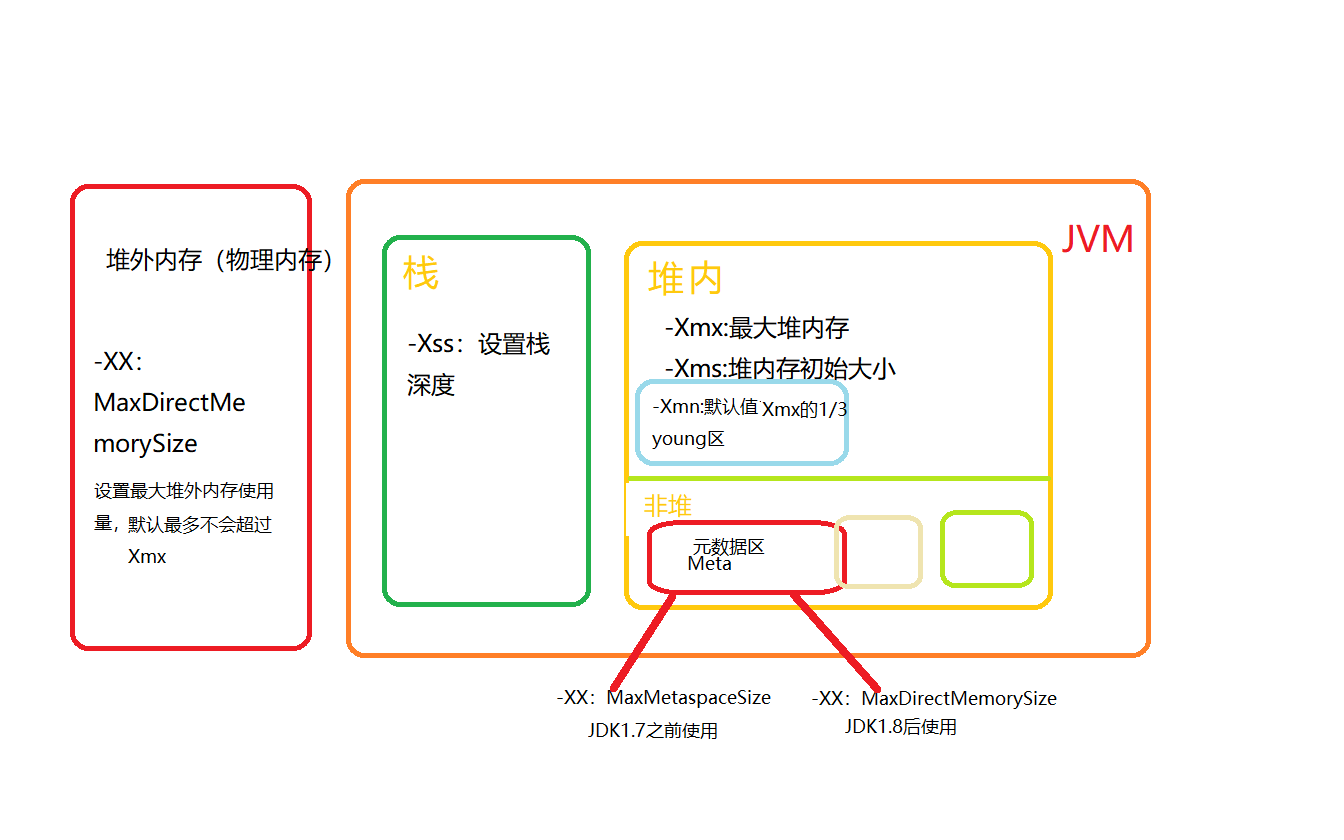 堆外内存（物理内存）
-XX：
MaxDirectMe
morySize
设置最大堆外内存使用
量，默认最多不会超过
Xmx
JVM
栈
-Xss：设置栈
深度
堆内
-Xmx:最大堆内存
-Xms:堆内存初始大小
-Xmn:默认值Xmx的1/3
young区
非堆
元数据区
Meta
-XX：MaxMetaspaceSize
JDK1.7之前使用
-XX：MaxDirectMemorySize
JDK1.8后使用